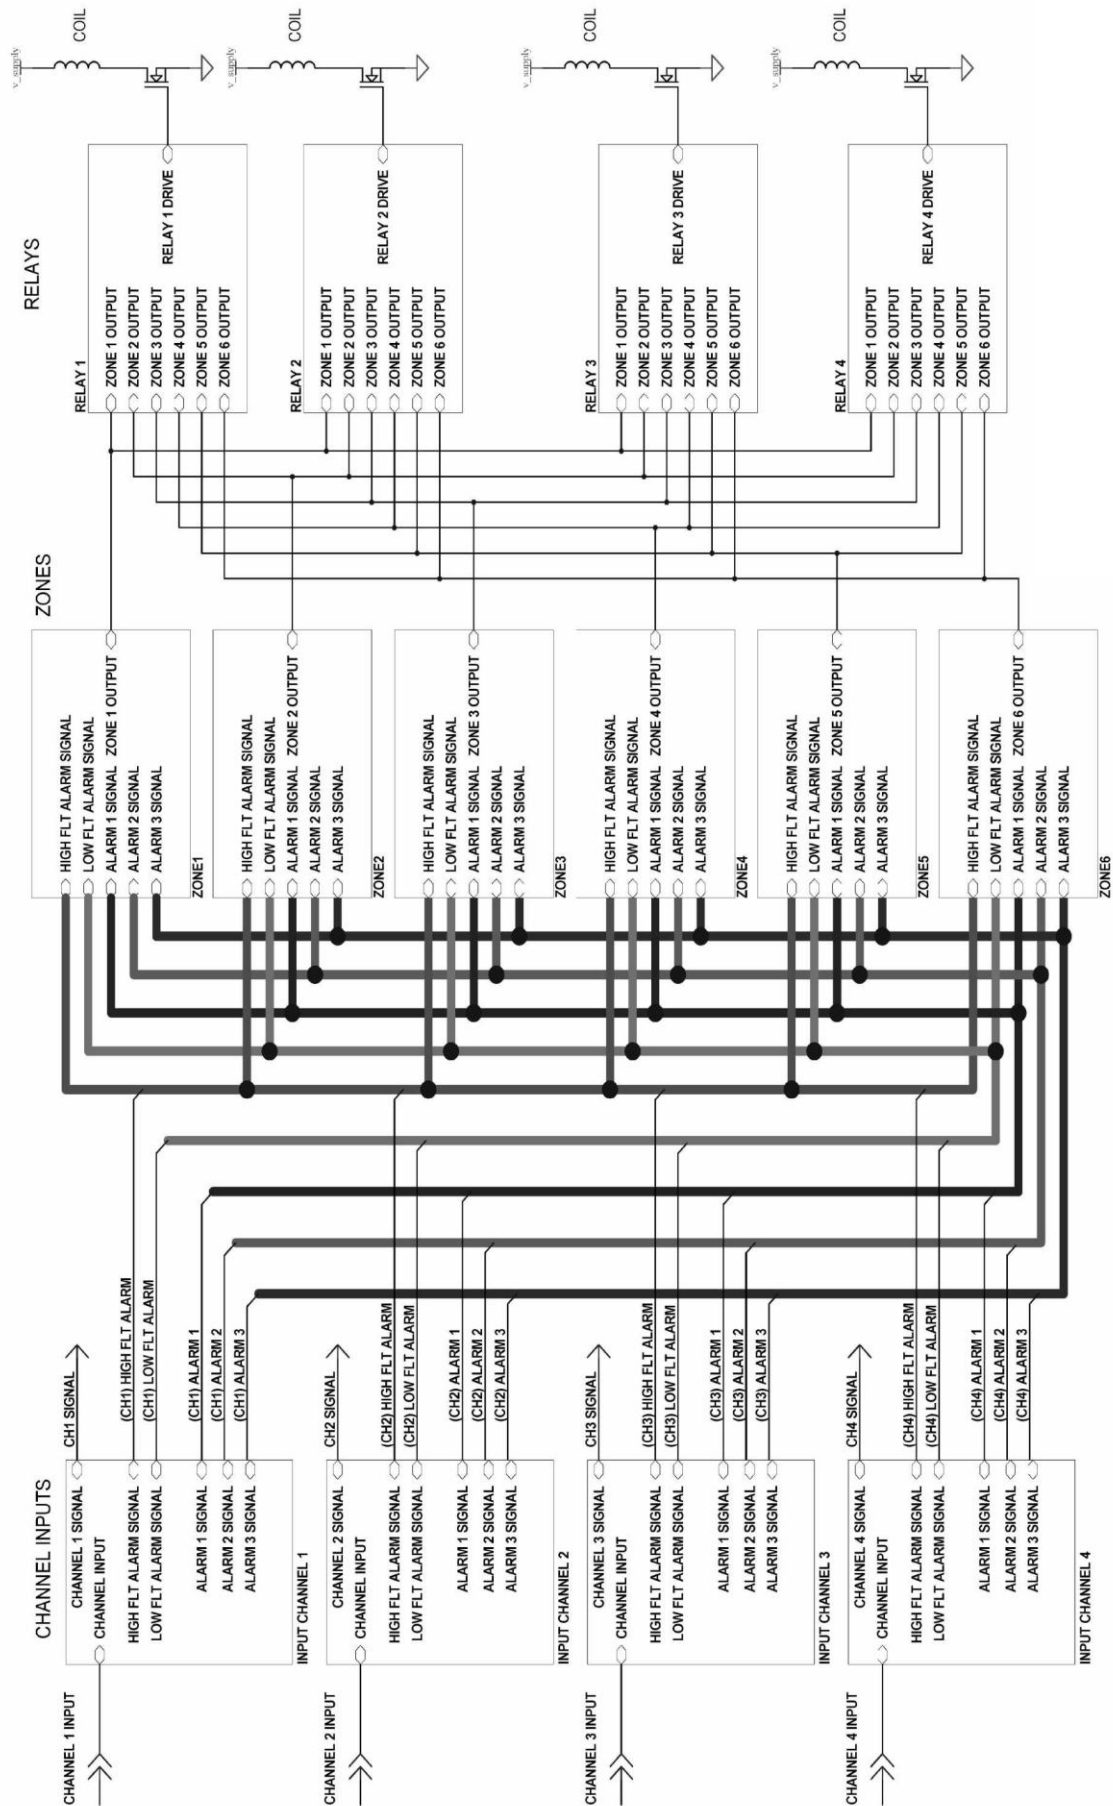 CHANNEL INPUTS
CHANNEL 1 INPUT
CHANNEL 1 SIGNAL
CHANNEL INPUT
HIGH FLT ALARM SIGNAL
LOW FLT ALARM SIGNAL
ALARM 1 SIGNAL
ALARM 2 SIGNAL
ALARM 3 SIGNAL
INPUT CHANNEL 1
CH1 SIGNAL
(CH1) HIGH FLT ALARM
(CH1) LOW FLT ALARM
(CH1) ALARM 1
(CH1) ALARM 2
(CH1) ALARM 3
CHANNEL 2 INPUT
CHANNEL 2 SIGNAL
CHANNEL INPUT
HIGH FLT ALARM SIGNAL
LOW FLT ALARM SIGNAL
ALARM 1 SIGNAL
ALARM 2 SIGNAL
ALARM 3 SIGNAL
INPUT CHANNEL 2
CH2 SIGNAL
(CH2) HIGH FLT ALARM
(CH2) LOW FLT ALARM
(CH2) ALARM 1
(CH2) ALARM 2
(CH2) ALARM 3
CHANNEL 3 INPUT
CHANNEL 3 SIGNAL
CHANNEL INPUT
HIGH FLT ALARM SIGNAL
LOW FLT ALARM SIGNAL
ALARM 1 SIGNAL
ALARM 2 SIGNAL
ALARM 3 SIGNAL
INPUT CHANNEL 3
CH3 SIGNAL
(CH3) HIGH FLT ALARM
(CH3) LOW FLT ALARM
(CH3) ALARM 1
(CH3) ALARM 2
(CH3) ALARM 3
CHANNEL 4 INPUT
CHANNEL 4 SIGNAL
CHANNEL INPUT
HIGH FLT ALARM SIGNAL
LOW FLT ALARM SIGNAL
ALARM 1 SIGNAL
ALARM 2 SIGNAL
ALARM 3 SIGNAL
INPUT CHANNEL 4
CH4 SIGNAL
(CH4) HIGH FLT ALARM
(CH4) LOW FLT ALARM
(CH4) ALARM 1
(CH4) ALARM 2
(CH4) ALARM 3
ZONES
HIGH FLT ALARM SIGNAL
LOW FLT ALARM SIGNAL
ALARM 1 SIGNAL ZONE 1 OUTPUT
ALARM 2 SIGNAL
ALARM 3 SIGNAL
ZONE1
HIGH FLT ALARM SIGNAL
LOW FLT ALARM SIGNAL
ALARM 1 SIGNAL ZONE 2 OUTPUT
ALARM 2 SIGNAL
ALARM 3 SIGNAL
ZONE2
HIGH FLT ALARM SIGNAL
LOW FLT ALARM SIGNAL
ALARM 1 SIGNAL ZONE 3 OUTPUT
ALARM 2 SIGNAL
ALARM 3 SIGNAL
ZONE3
HIGH FLT ALARM SIGNAL
LOW FLT ALARM SIGNAL
ALARM 1 SIGNAL ZONE 4 OUTPUT
ALARM 2 SIGNAL
ALARM 3 SIGNAL
ZONE4
HIGH FLT ALARM SIGNAL
LOW FLT ALARM SIGNAL
ALARM 1 SIGNAL ZONE 5 OUTPUT
ALARM 2 SIGNAL
ALARM 3 SIGNAL
ZONE5
HIGH FLT ALARM SIGNAL
LOW FLT ALARM SIGNAL
ALARM 1 SIGNAL ZONE 6 OUTPUT
ALARM 2 SIGNAL
ALARM 3 SIGNAL
ZONE6
RELAYS
RELAY 1
ZONE 1 OUTPUT
ZONE 2 OUTPUT
ZONE 3 OUTPUT
RELAY 1 DRIVE
ZONE 4 OUTPUT
ZONE 5 OUTPUT
ZONE 6 OUTPUT
v_supply
COIL
RELAY 2
ZONE 1 OUTPUT
ZONE 2 OUTPUT
ZONE 3 OUTPUT
RELAY 2 DRIVE
ZONE 4 OUTPUT
ZONE 5 OUTPUT
ZONE 6 OUTPUT
v_supply
COIL
RELAY 3
ZONE 1 OUTPUT
ZONE 2 OUTPUT
ZONE 3 OUTPUT
RELAY 3 DRIVE
ZONE 4 OUTPUT
ZONE 5 OUTPUT
ZONE 6 OUTPUT
v_supply
COIL
RELAY 4
ZONE 1 OUTPUT
ZONE 2 OUTPUT
ZONE 3 OUTPUT
RELAY 4 DRIVE
ZONE 4 OUTPUT
ZONE 5 OUTPUT
ZONE 6 OUTPUT
v_supply
COIL